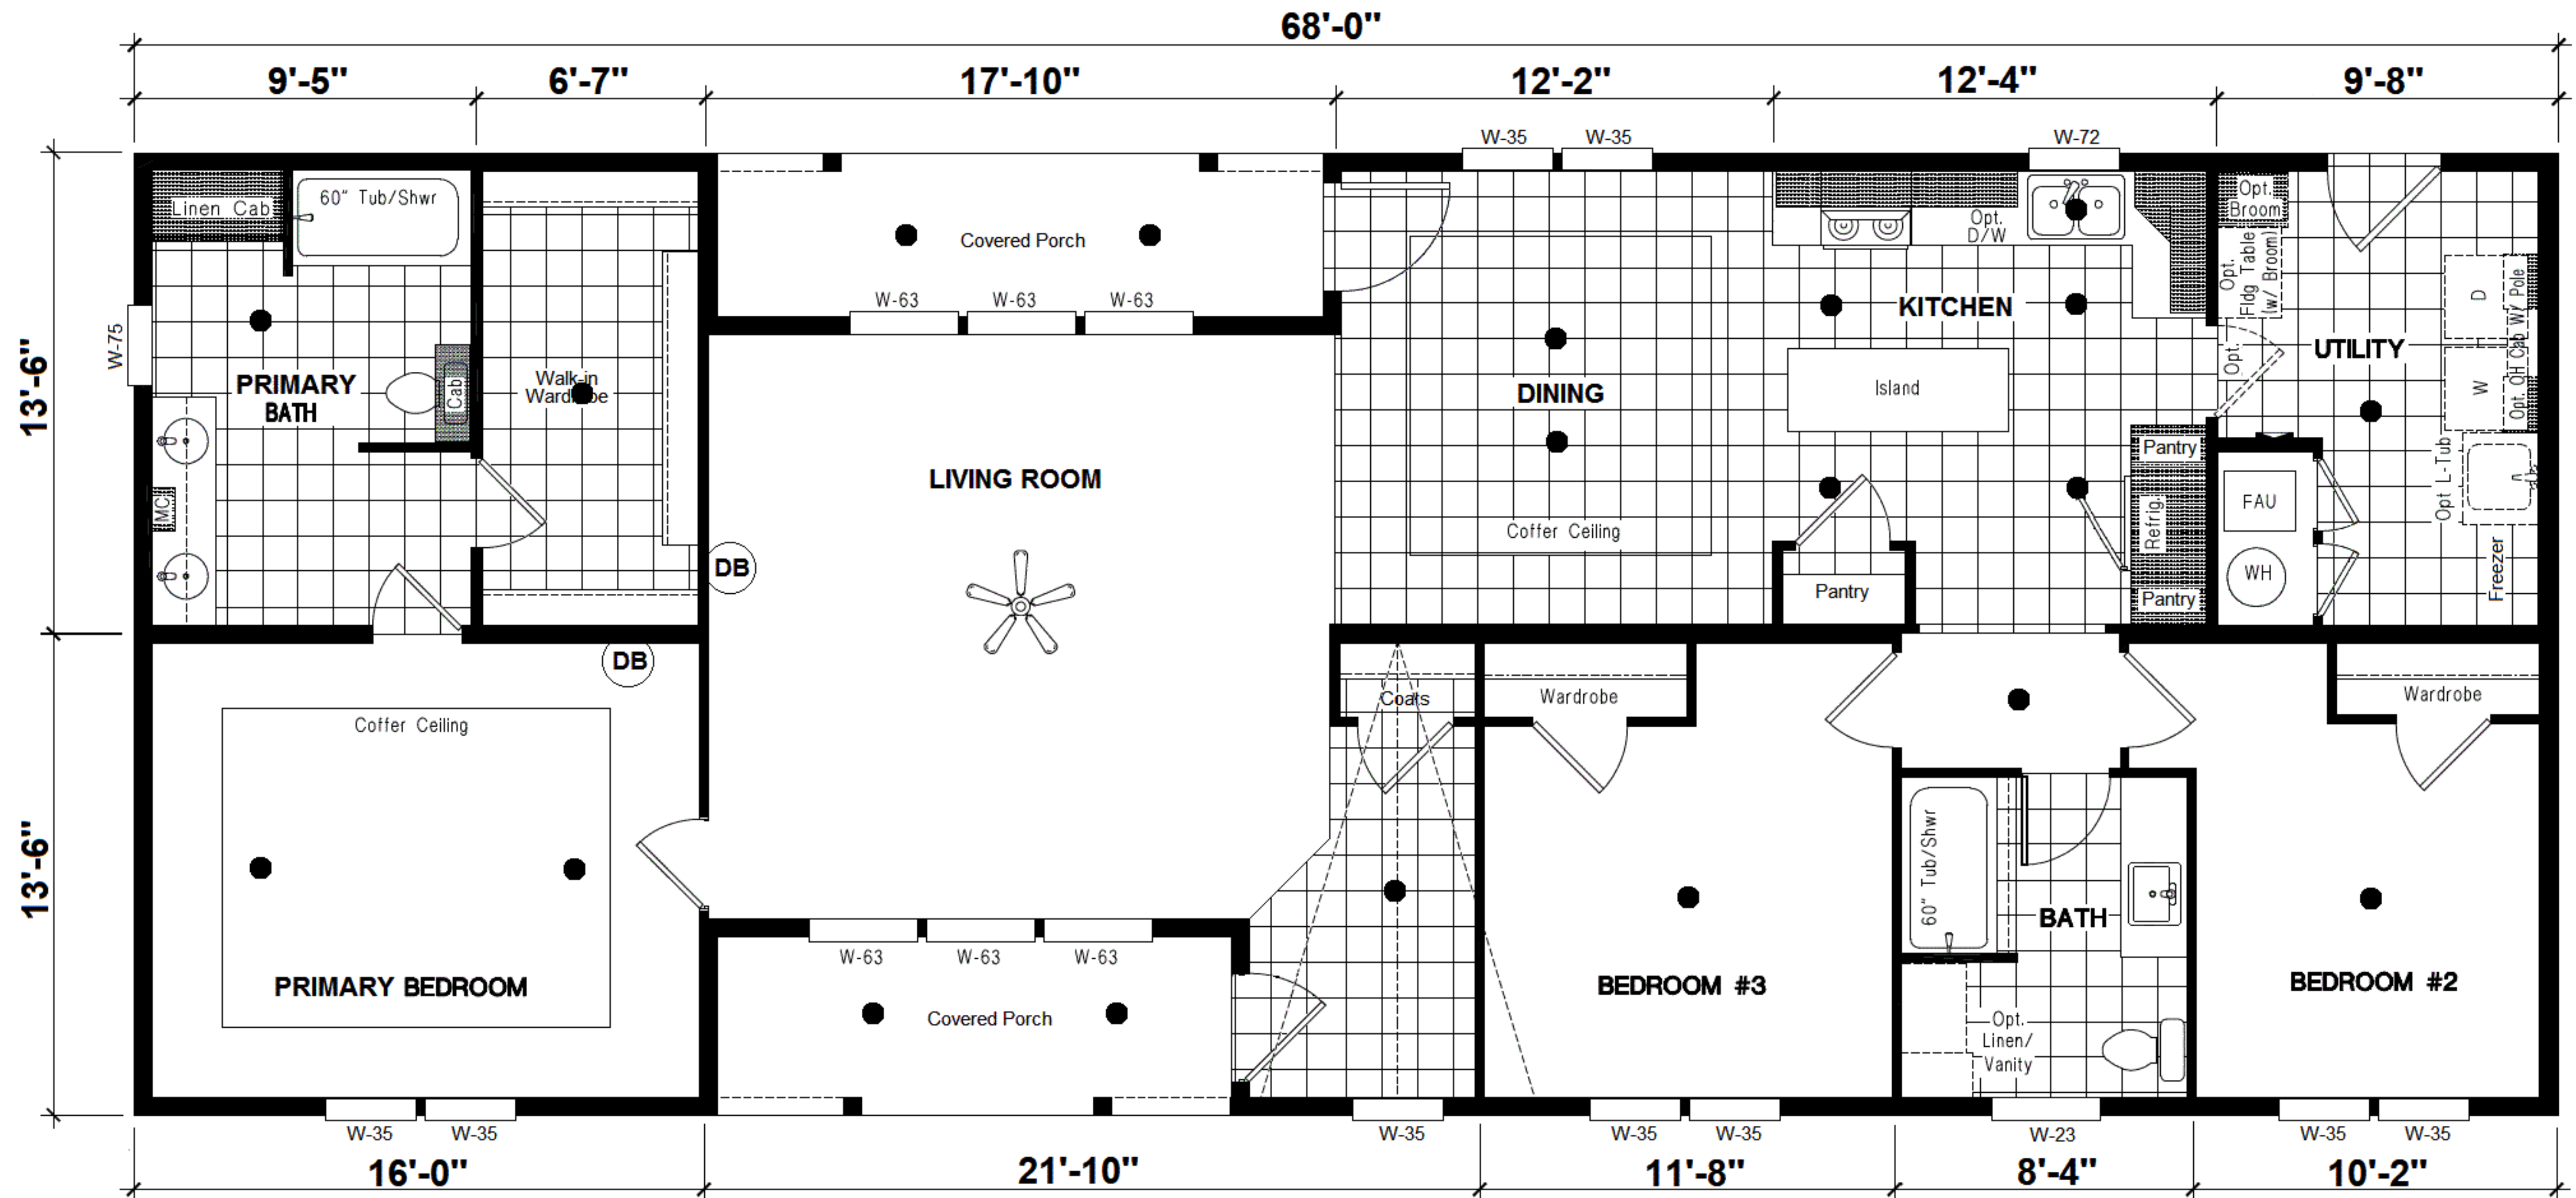 68'-0"
9'-5"
6'-7"
17'-10"
12'-2"
12'-4"
9'-8"
W-35
W-35
W-72
Linen Cab
60" Tub/Shwr
Covered Porch
W-63
W-63
W-63
Opt.
D/W
Opt.
Broom
Opt.
Fldg Table
(w/ Broom)
D
W
Opt. OH Cab W/ Pole
KITCHEN
UTILITY
Opt.
W-75
13'-6"
PRIMARY
BATH
Cab
Walk-in
Wardrobe
DINING
Island
LIVING ROOM
Pantry
Opt L-Tub
MC
Coffer Ceiling
Refrig.
FAU
DB
Pantry
Pantry
WH
Freezer
DB
Coffer Ceiling
Coats
Wardrobe
Wardrobe
13'-6"
60" Tub/Shwr
BATH
W-63
W-63
W-63
PRIMARY BEDROOM
BEDROOM #3
BEDROOM #2
Covered Porch
Opt.
Linen/
Vanity
W-35
W-35
W-35
W-35
W-35
W-23
W-35
W-35
16'-0"
21'-10"
11'-8"
8'-4"
10'-2"